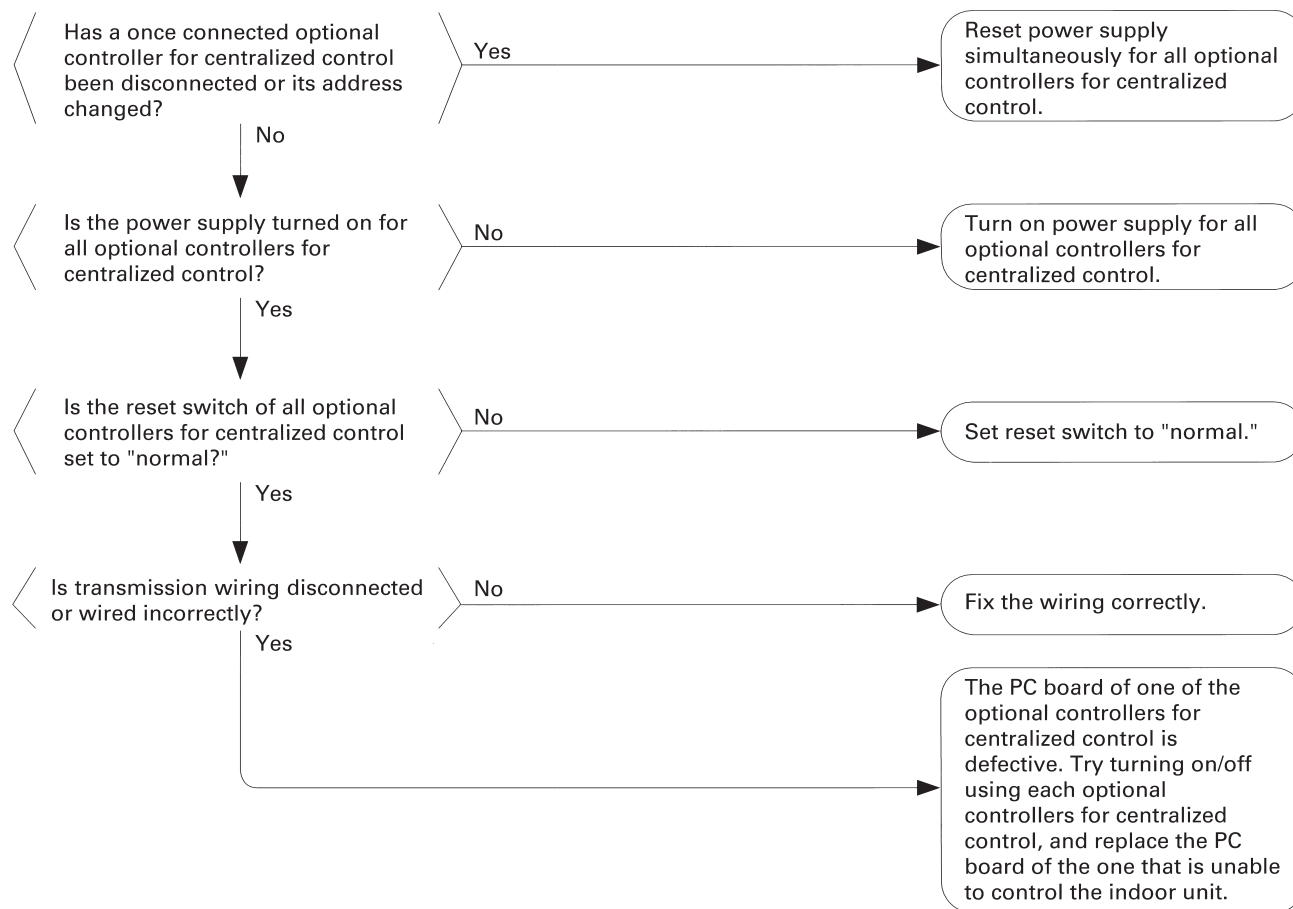 Has a once connected optional
controller for centralized control
been disconnected or its address
changed?
Yes
Reset power supply
simultaneously for all optional
controllers for centralized
control.
No
Is the power supply turned on for
all optional controllers for
centralized control?
No
Turn on power supply for all
optional controllers for
centralized control.
Yes
Is the reset switch of all optional
controllers for centralized control
set to "normal?"
No
Set reset switch to "normal."
Yes
Is transmission wiring disconnected
or wired incorrectly?
No
Fix the wiring correctly.
Yes
The PC board of one of the
optional controllers for
centralized control is
defective. Try turning on/off
using each optional
controllers for centralized
control, and replace the PC
board of the one that is unable
to control the indoor unit.